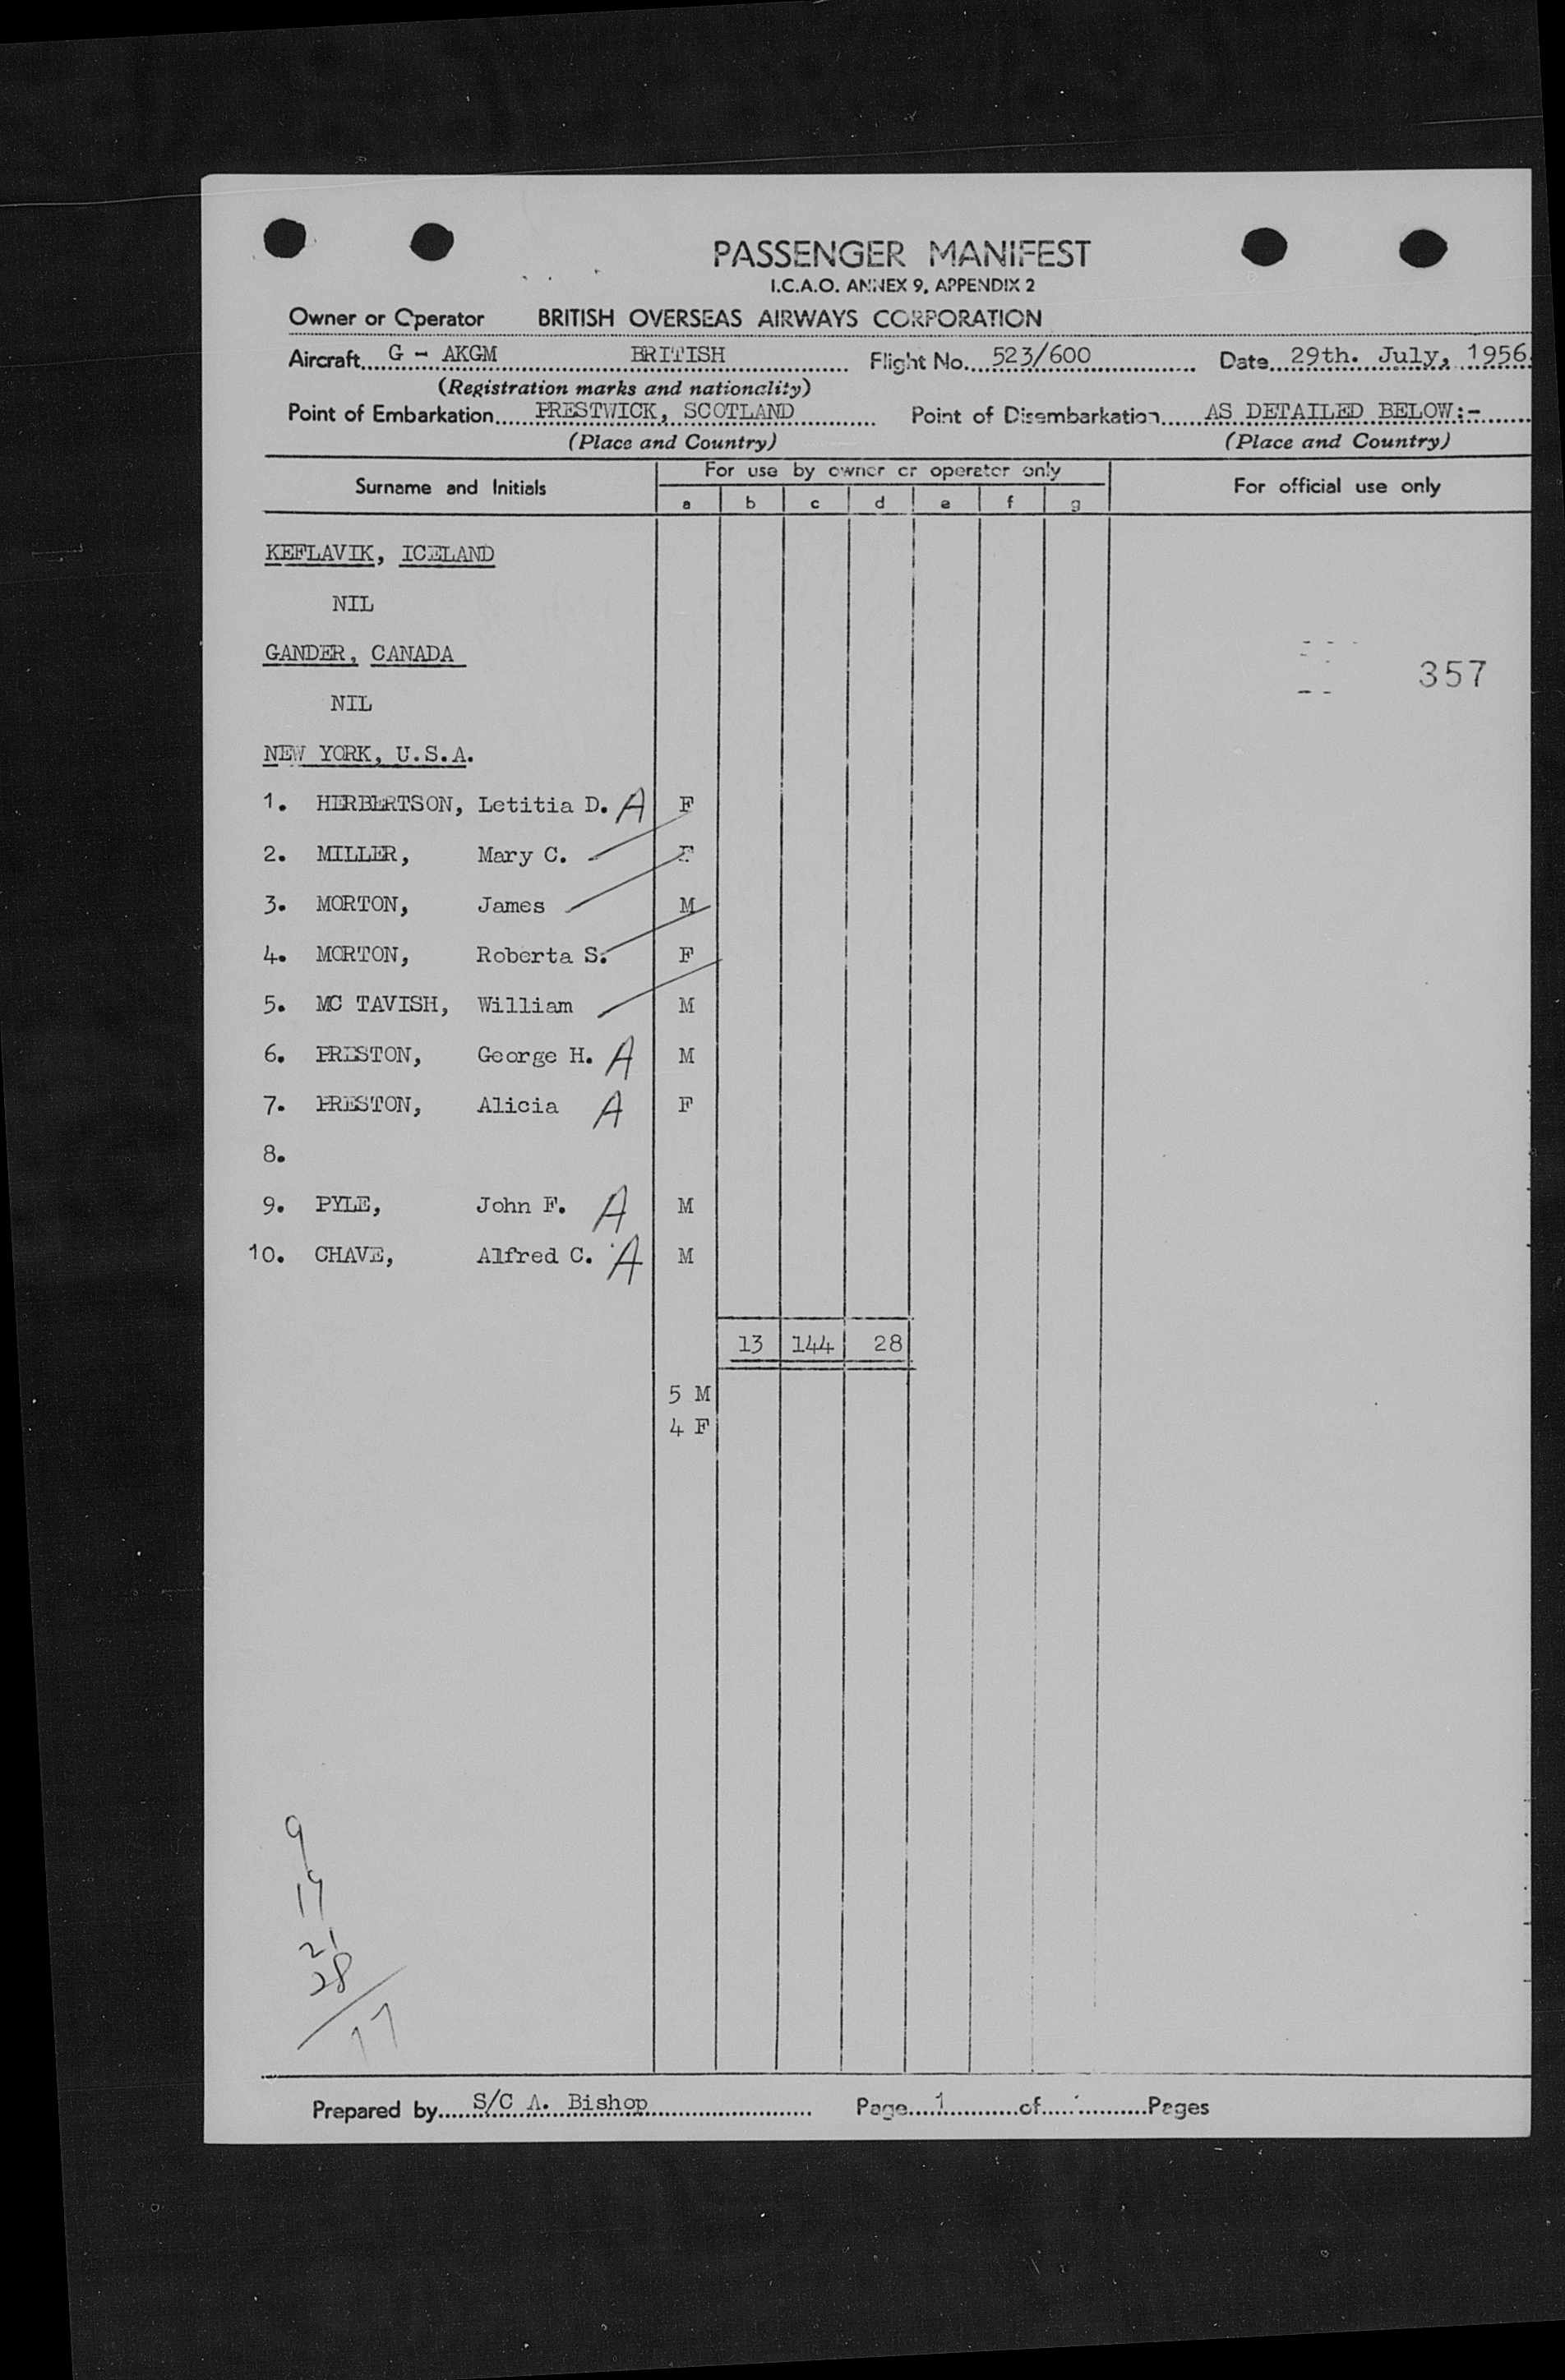 PASSENGER MANIFEST
I.C.A.O. ANNEX 9, APPENDIX 2
Owner or Operator BRITISH OVERSEAS AIRWAYS CORPORATION
Aircraft G - AKGM BRITISH Flight No. 523/600 Date 29th. July, 1956
(Registration marks and nationality)
Point of Embarkation PRESTWICK, SCOTLAND Point of Disembarkation AS DETAILED BELOW:-
(Place and Country) (Place and Country)
For use by owner or operator only
Surname and Initials For official use only
a b c d e f g
KEFLAVIK, ICELAND
NIL
GANDER, CANADA
357
NIL
NEW YORK, U.S.A.
1. HERBERTSON, Letitia D. A F
2. MILLER, Mary C. F
3. MORTON, James M
4. MORTON, Roberta S. F
5. MC TAVISH, William M
6. PRESTON, George H. A M
7. PRESTON, Alicia A F
8.
9. PYLE, John F. A M
10. CHAVE, Alfred C. A M
13 144 28
5 M
4 F
9
19
21
28
77
Prepared by S/C A. Bishop Page 1 of Pages